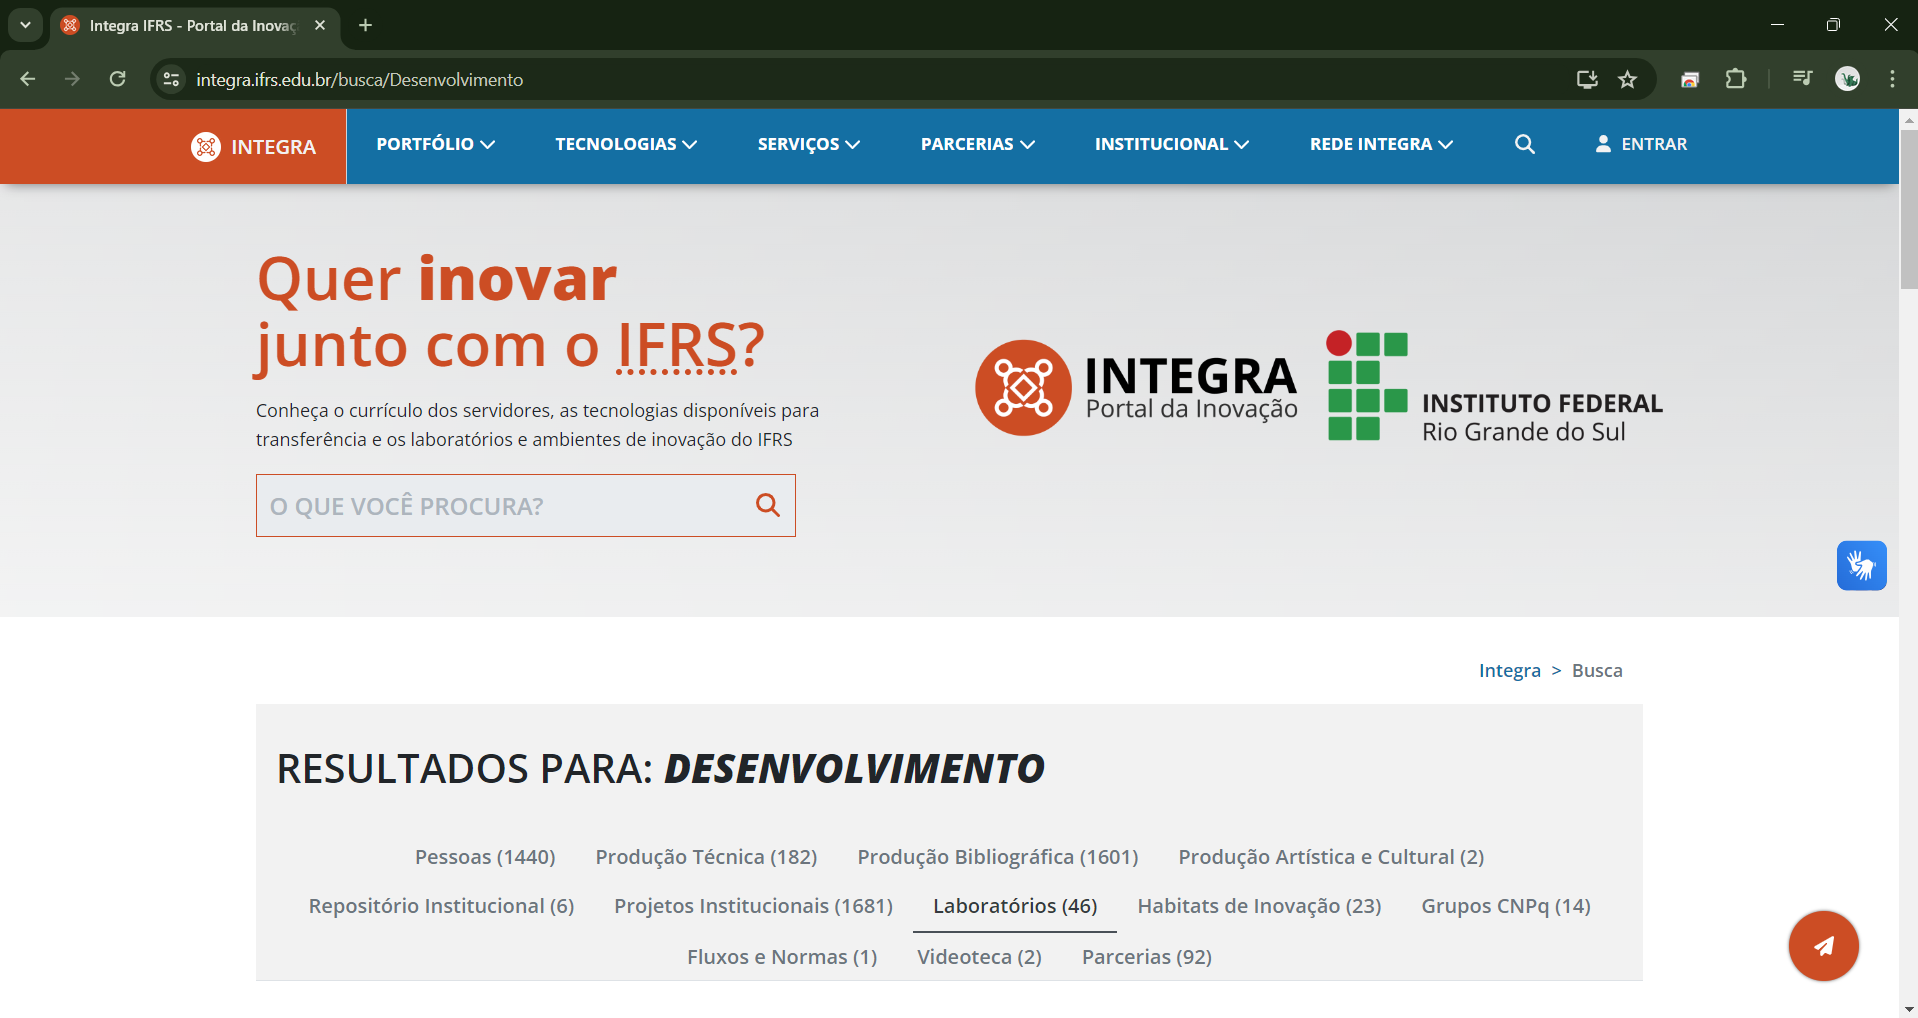 Integra IFRS - Portal da Inovaç
integra.ifrs.edu.br/busca/Desenvolvimento
INTEGRA
PORTFÓLIO
TECNOLOGIAS
SERVIÇOS
PARCERIAS
INSTITUCIONAL
REDE INTEGRA
ENTRAR
Quer inovar
junto com o IFRS?
Conheça o currículo dos servidores, as tecnologias disponíveis para
transferência e os laboratórios e ambientes de inovação do IFRS
O QUE VOCÊ PROCURA?
INTEGRA
Portal da Inovação
INSTITUTO FEDERAL
Rio Grande do Sul
Integra > Busca
RESULTADOS PARA: DESENVOLVIMENTO
Pessoas (1440) Produção Técnica (182) Produção Bibliográfica (1601) Produção Artística e Cultural (2)
Repositório Institucional (6) Projetos Institucionais (1681) Laboratórios (46) Habitats de Inovação (23) Grupos CNPq (14)
Fluxos e Normas (1) Videoteca (2) Parcerias (92)